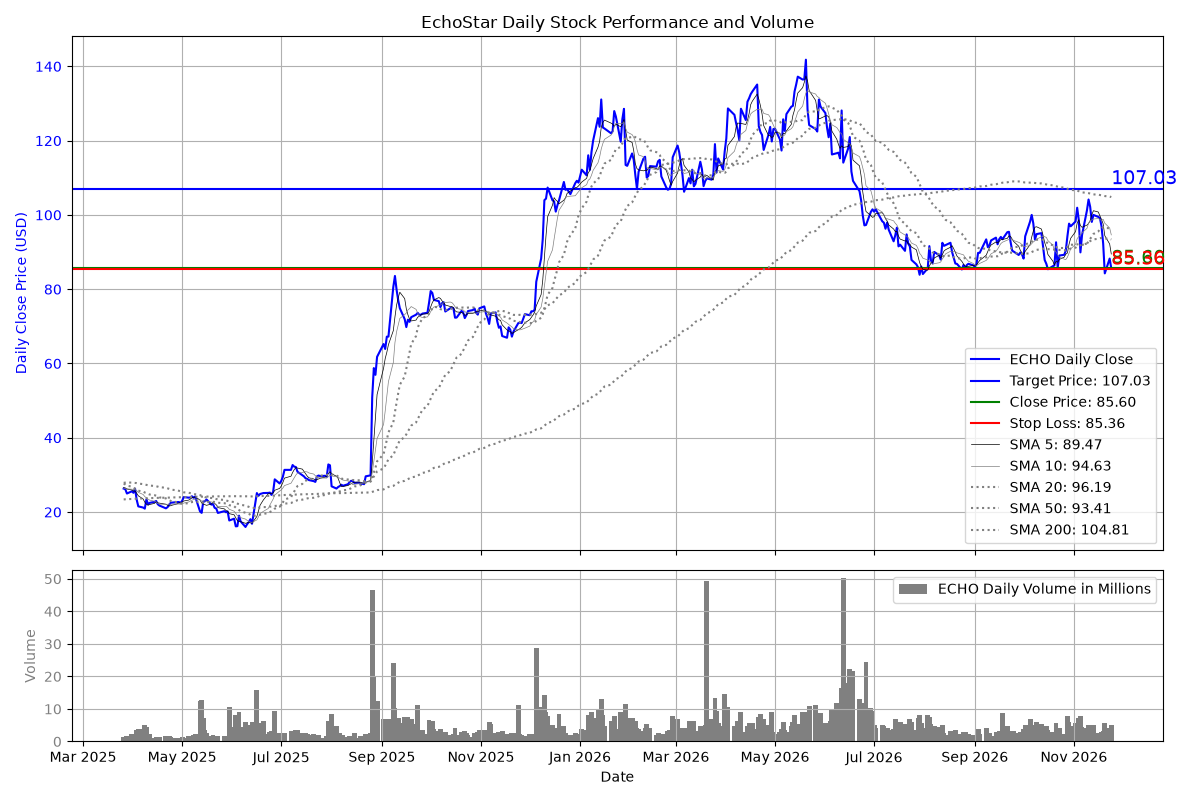 EchoStar Daily Stock Performance and Volume
Daily Close Price (USD)
140
120
100
80
60
40
20
107.03
85.60
85.36
ECHO Daily Close
Target Price: 107.03
Close Price: 85.60
Stop Loss: 85.36
SMA 5: 89.47
SMA 10: 94.63
SMA 20: 96.19
SMA 50: 93.41
SMA 200: 104.81
Volume
50
40
30
20
10
0
ECHO Daily Volume in Millions
Mar 2025 May 2025 Jul 2025 Sep 2025 Nov 2025 Jan 2026 Mar 2026 May 2026 Jul 2026 Sep 2026 Nov 2026
Date